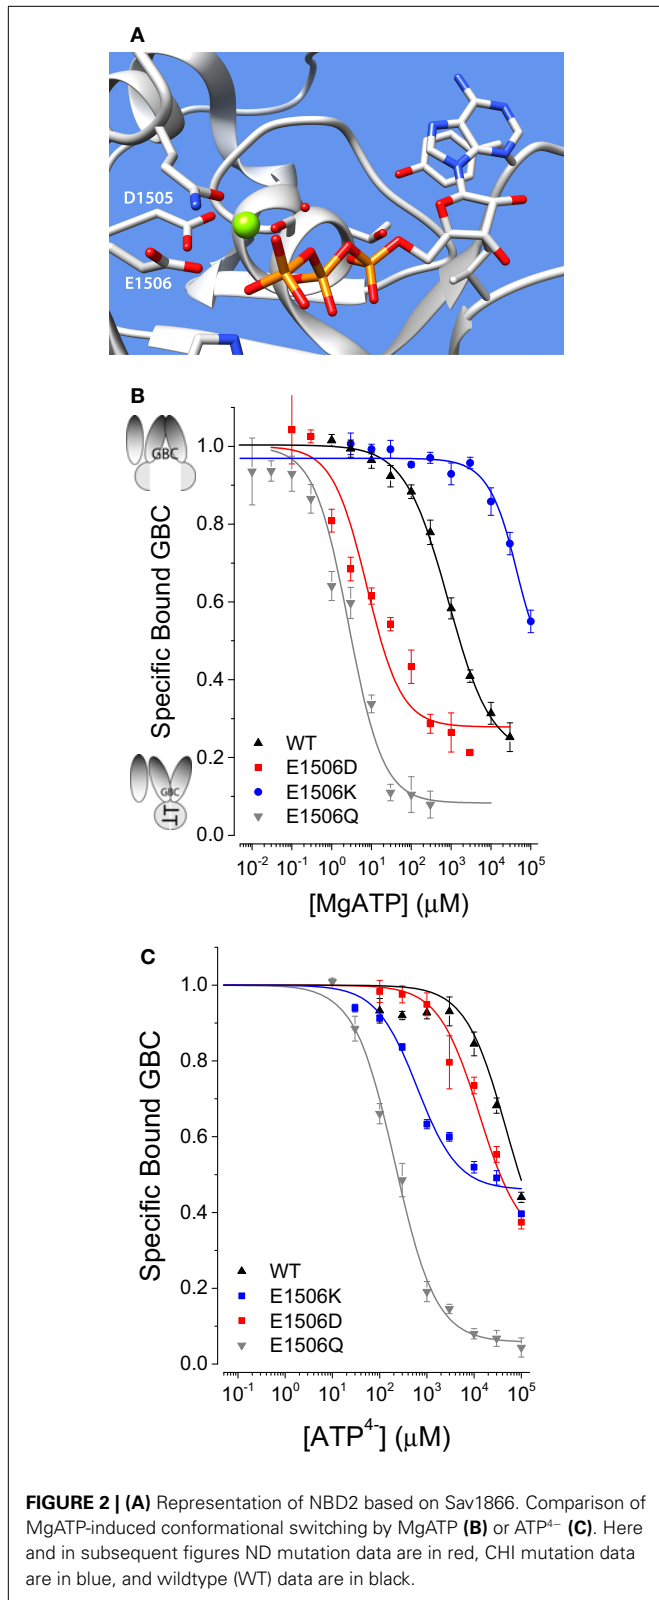 A
D1505
E1506
B
GBC
GBC
Specific Bound GBC
1.0
0.8
0.6
0.4
0.2
0.0
WT
E1506D
E1506K
E1506Q
10⁻² 10⁻¹ 10⁰ 10¹ 10² 10³ 10⁴ 10⁵
[MgATP] (μM)
C
Specific Bound GBC
1.0
0.8
0.6
0.4
0.2
0.0
WT
E1506K
E1506D
E1506Q
10⁻¹ 10⁰ 10¹ 10² 10³ 10⁴ 10⁵
[ATP⁴⁻] (μM)
FIGURE 2 | (A) Representation of NBD2 based on Sav1866. Comparison of
MgATP-induced conformational switching by MgATP (B) or ATP⁴⁻ (C). Here
and in subsequent figures ND mutation data are in red, CHI mutation data
are in blue, and wildtype (WT) data are in black.